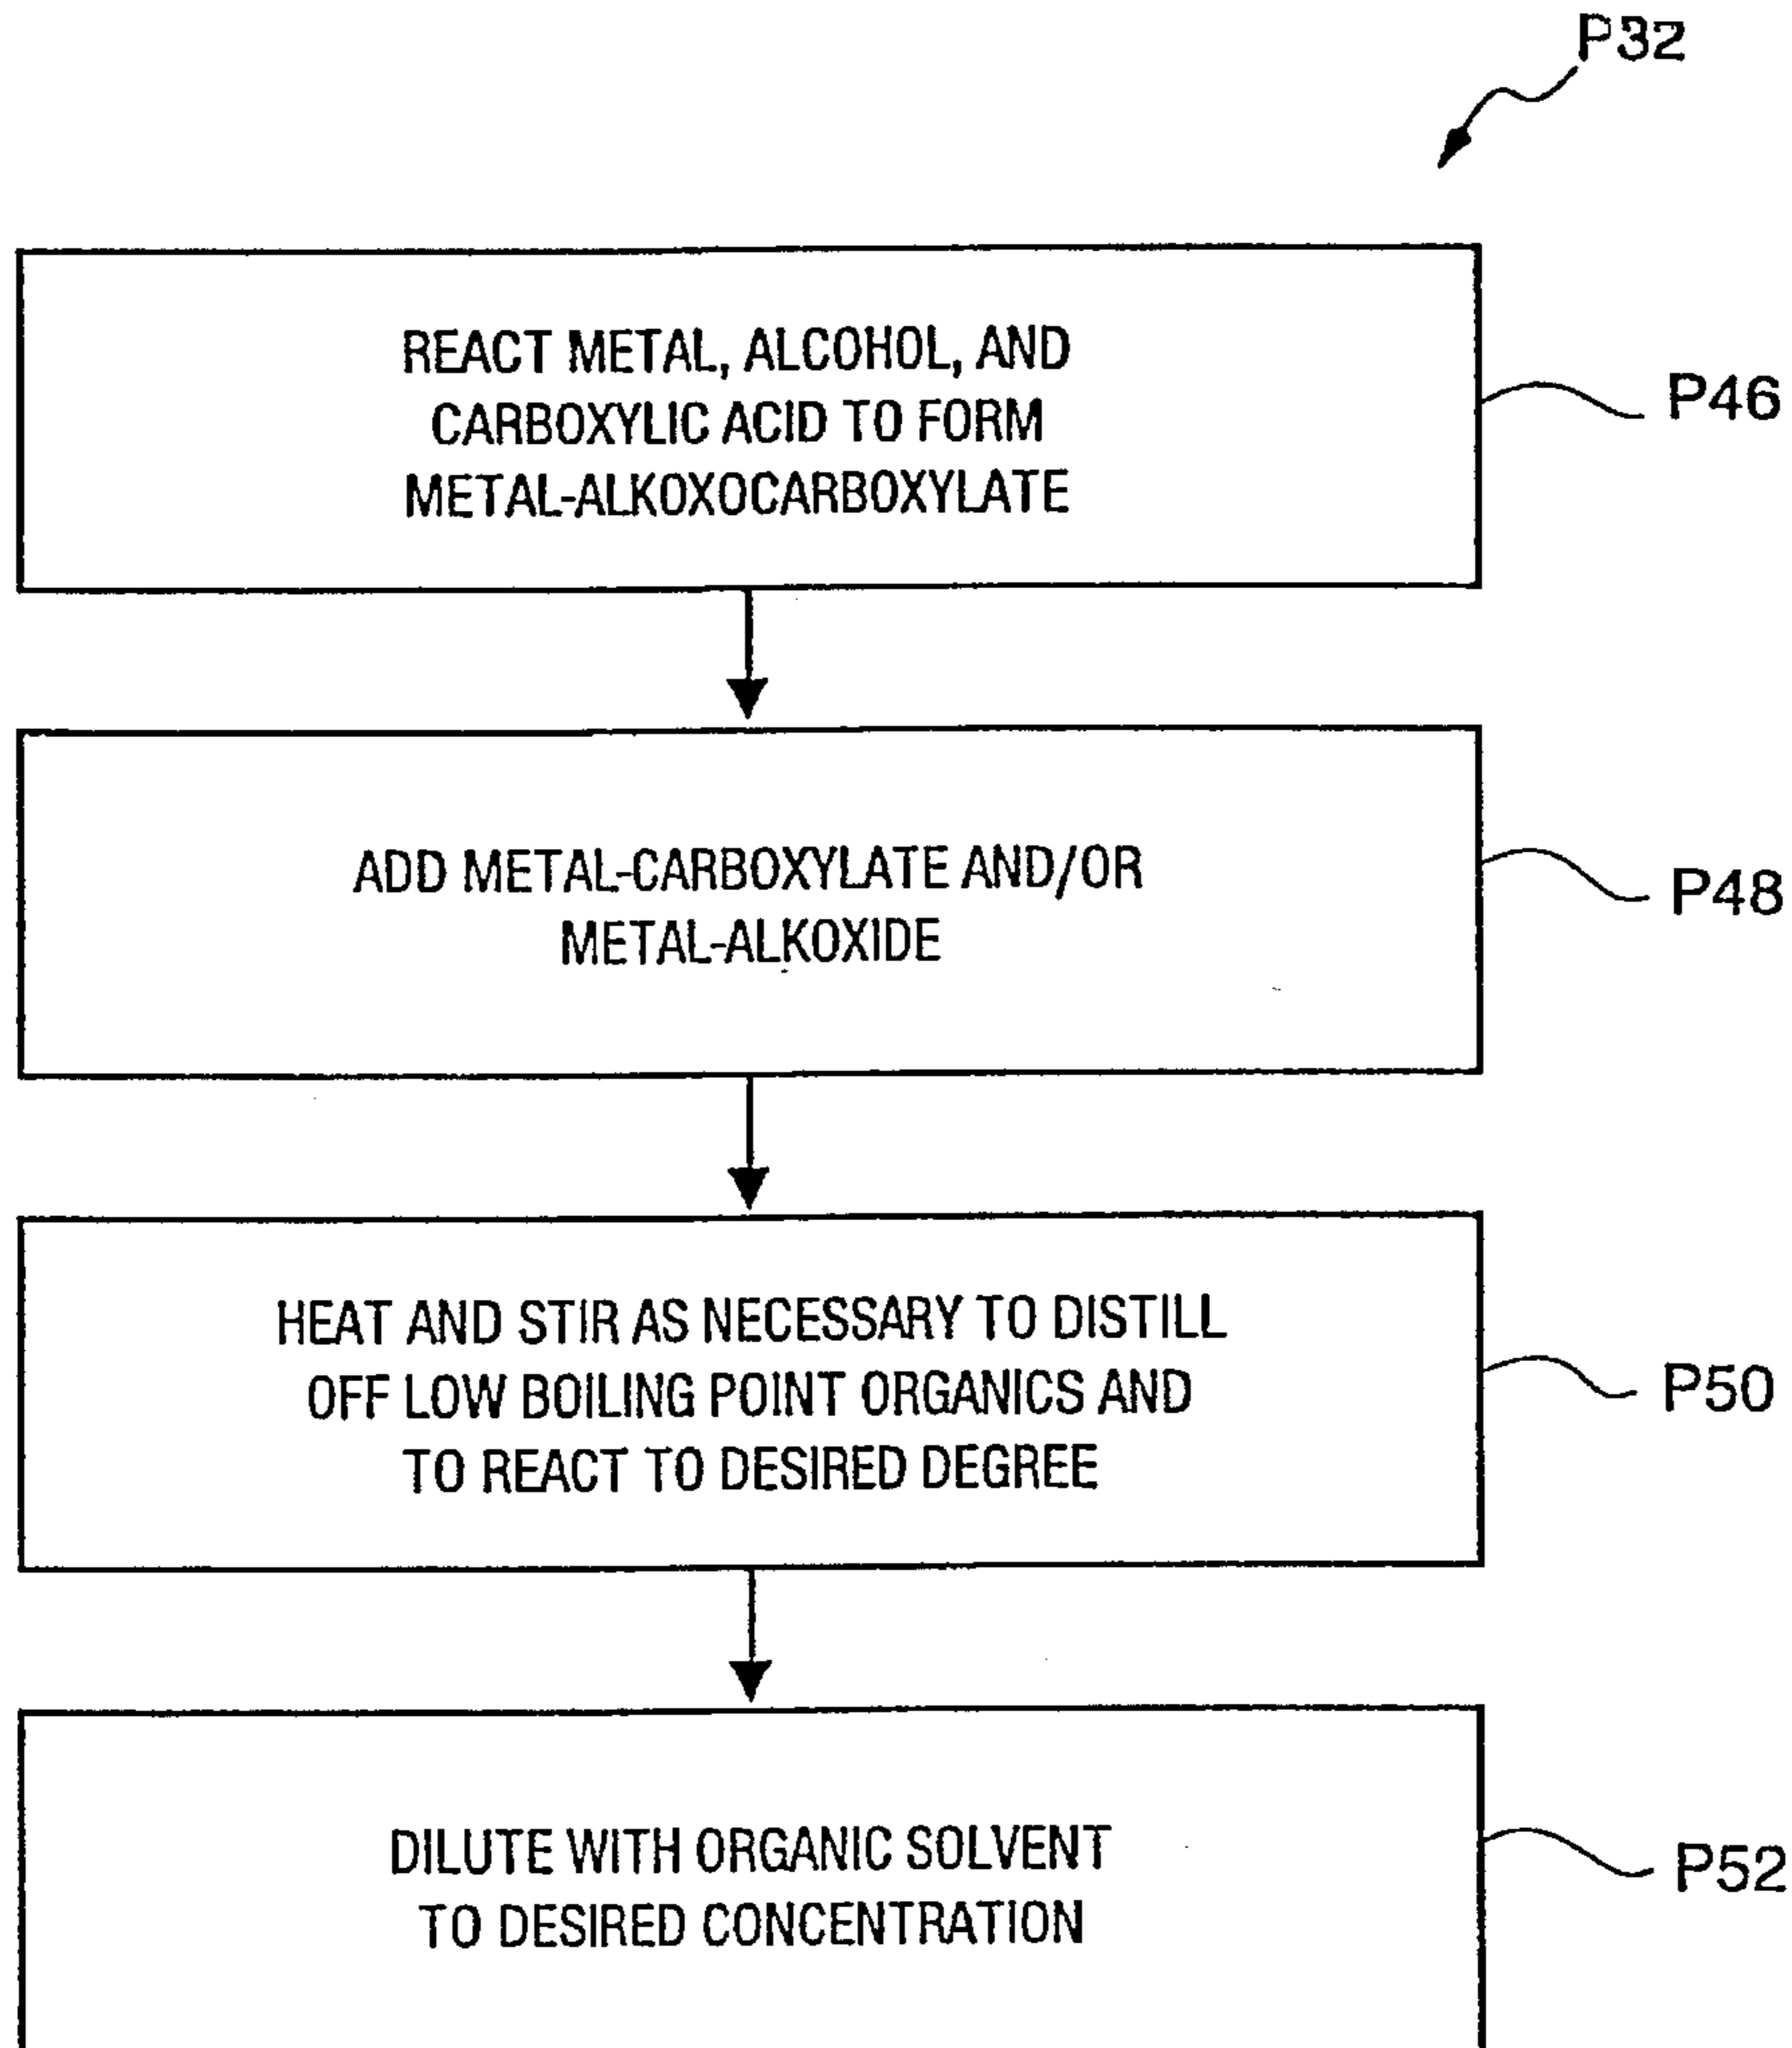 P32
REACT METAL, ALCOHOL, AND
CARBOXYLIC ACID TO FORM
METAL-ALKOXOCARBOXYLATE
P46
ADD METAL-CARBOXYLATE AND/OR
METAL-ALKOXIDE
P48
HEAT AND STIR AS NECESSARY TO DISTILL
OFF LOW BOILING POINT ORGANICS AND
TO REACT TO DESIRED DEGREE
P50
DILUTE WITH ORGANIC SOLVENT
TO DESIRED CONCENTRATION
P52